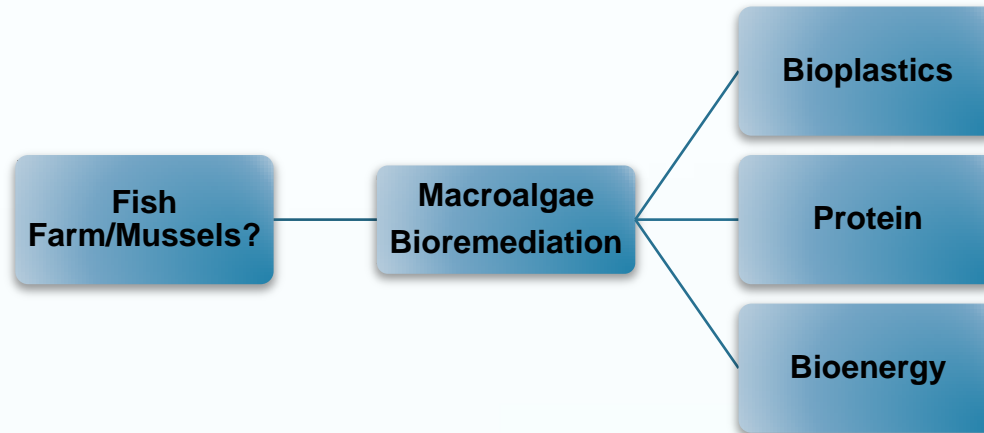 Fish
Farm/Mussels?
Macroalgae
Bioremediation
Bioplastics
Protein
Bioenergy